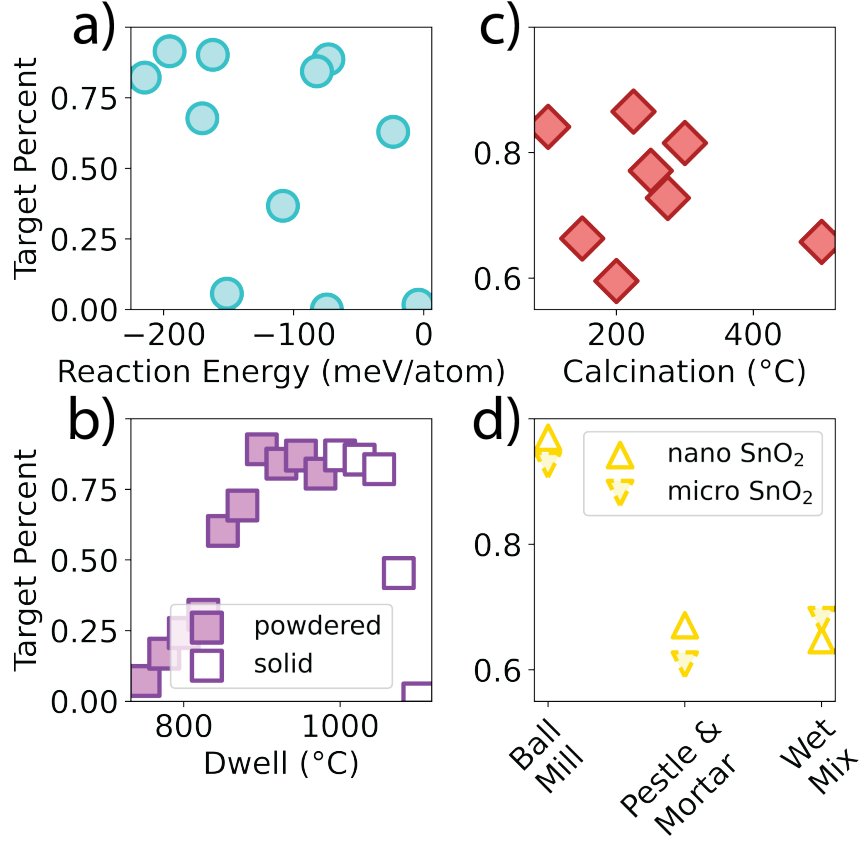 a)
Target Percent
0.75
0.50
0.25
0.00
−200
−100
0
Reaction Energy (meV/atom)
c)
0.8
0.6
200
400
Calcination (°C)
b)
Target Percent
0.75
0.50
0.25
0.00
powdered
solid
800
1000
Dwell (°C)
d)
nano SnO₂
micro SnO₂
0.8
0.6
Ball
Mill
Pestle &
Mortar
Wet
Mix